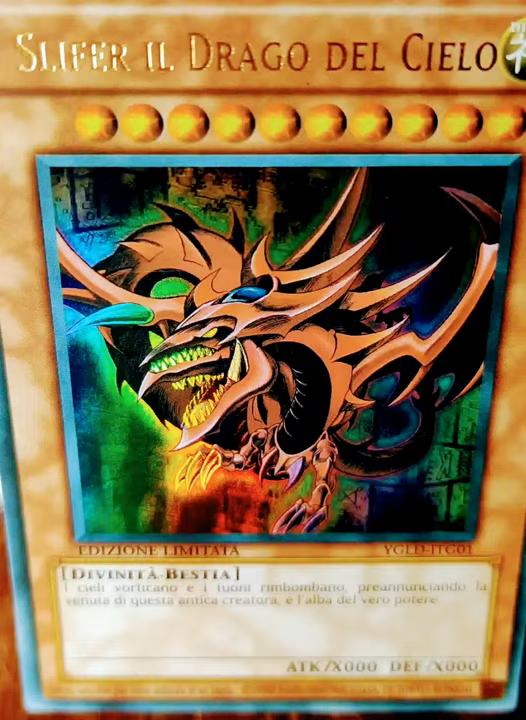 SLIFER IL DRAGO DEL CIELO
EDIZIONE LIMITATA YGLD-ITG01
[DIVINITÀ-BESTIA]
I cieli vorticano e i tuoni rimbombano, preannunciando la
venuta di questa antica creatura, e l'alba del vero potere.
ATK/X000 DEF/X000